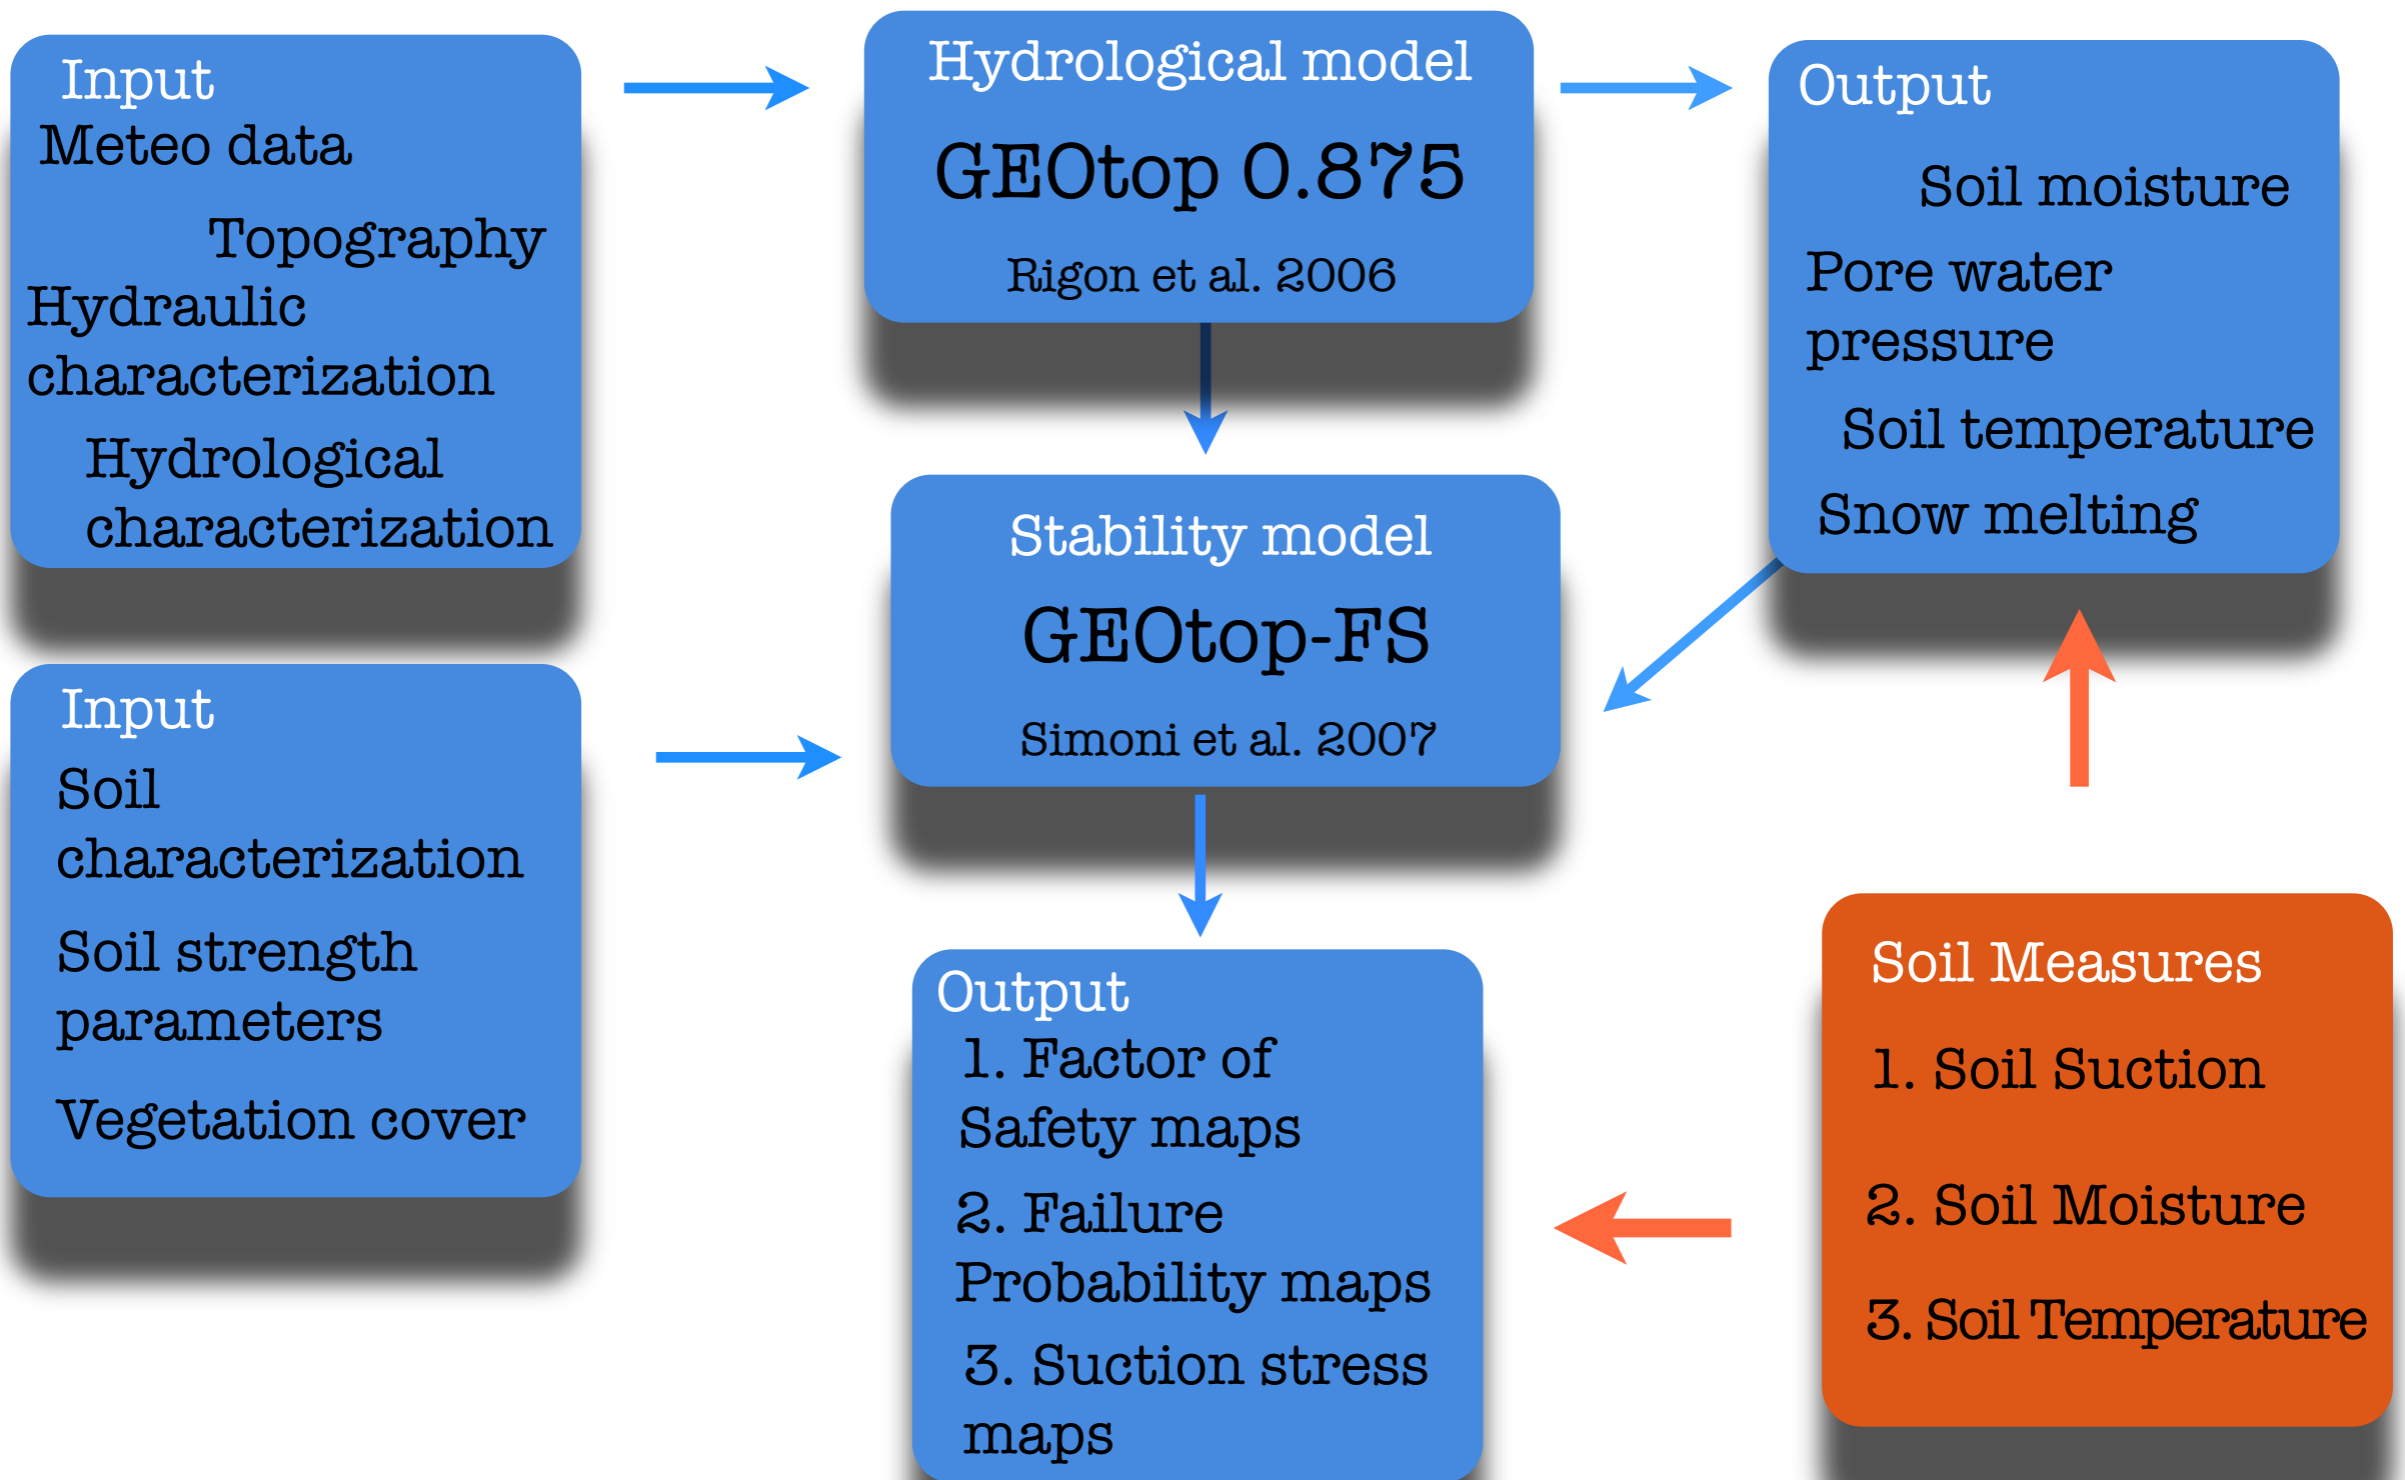 Input
Meteo data
Topography
Hydraulic
characterization
Hydrological
characterization
Hydrological model
GEOtop 0.875
Rigon et al. 2006
Output
Soil moisture
Pore water
pressure
Soil temperature
Snow melting
Input
Soil
characterization
Soil strength
parameters
Vegetation cover
Stability model
GEOtop-FS
Simoni et al. 2007
Output
1. Factor of
Safety maps
2. Failure
Probability maps
3. Suction stress
maps
Soil Measures
1. Soil Suction
2. Soil Moisture
3. Soil Temperature